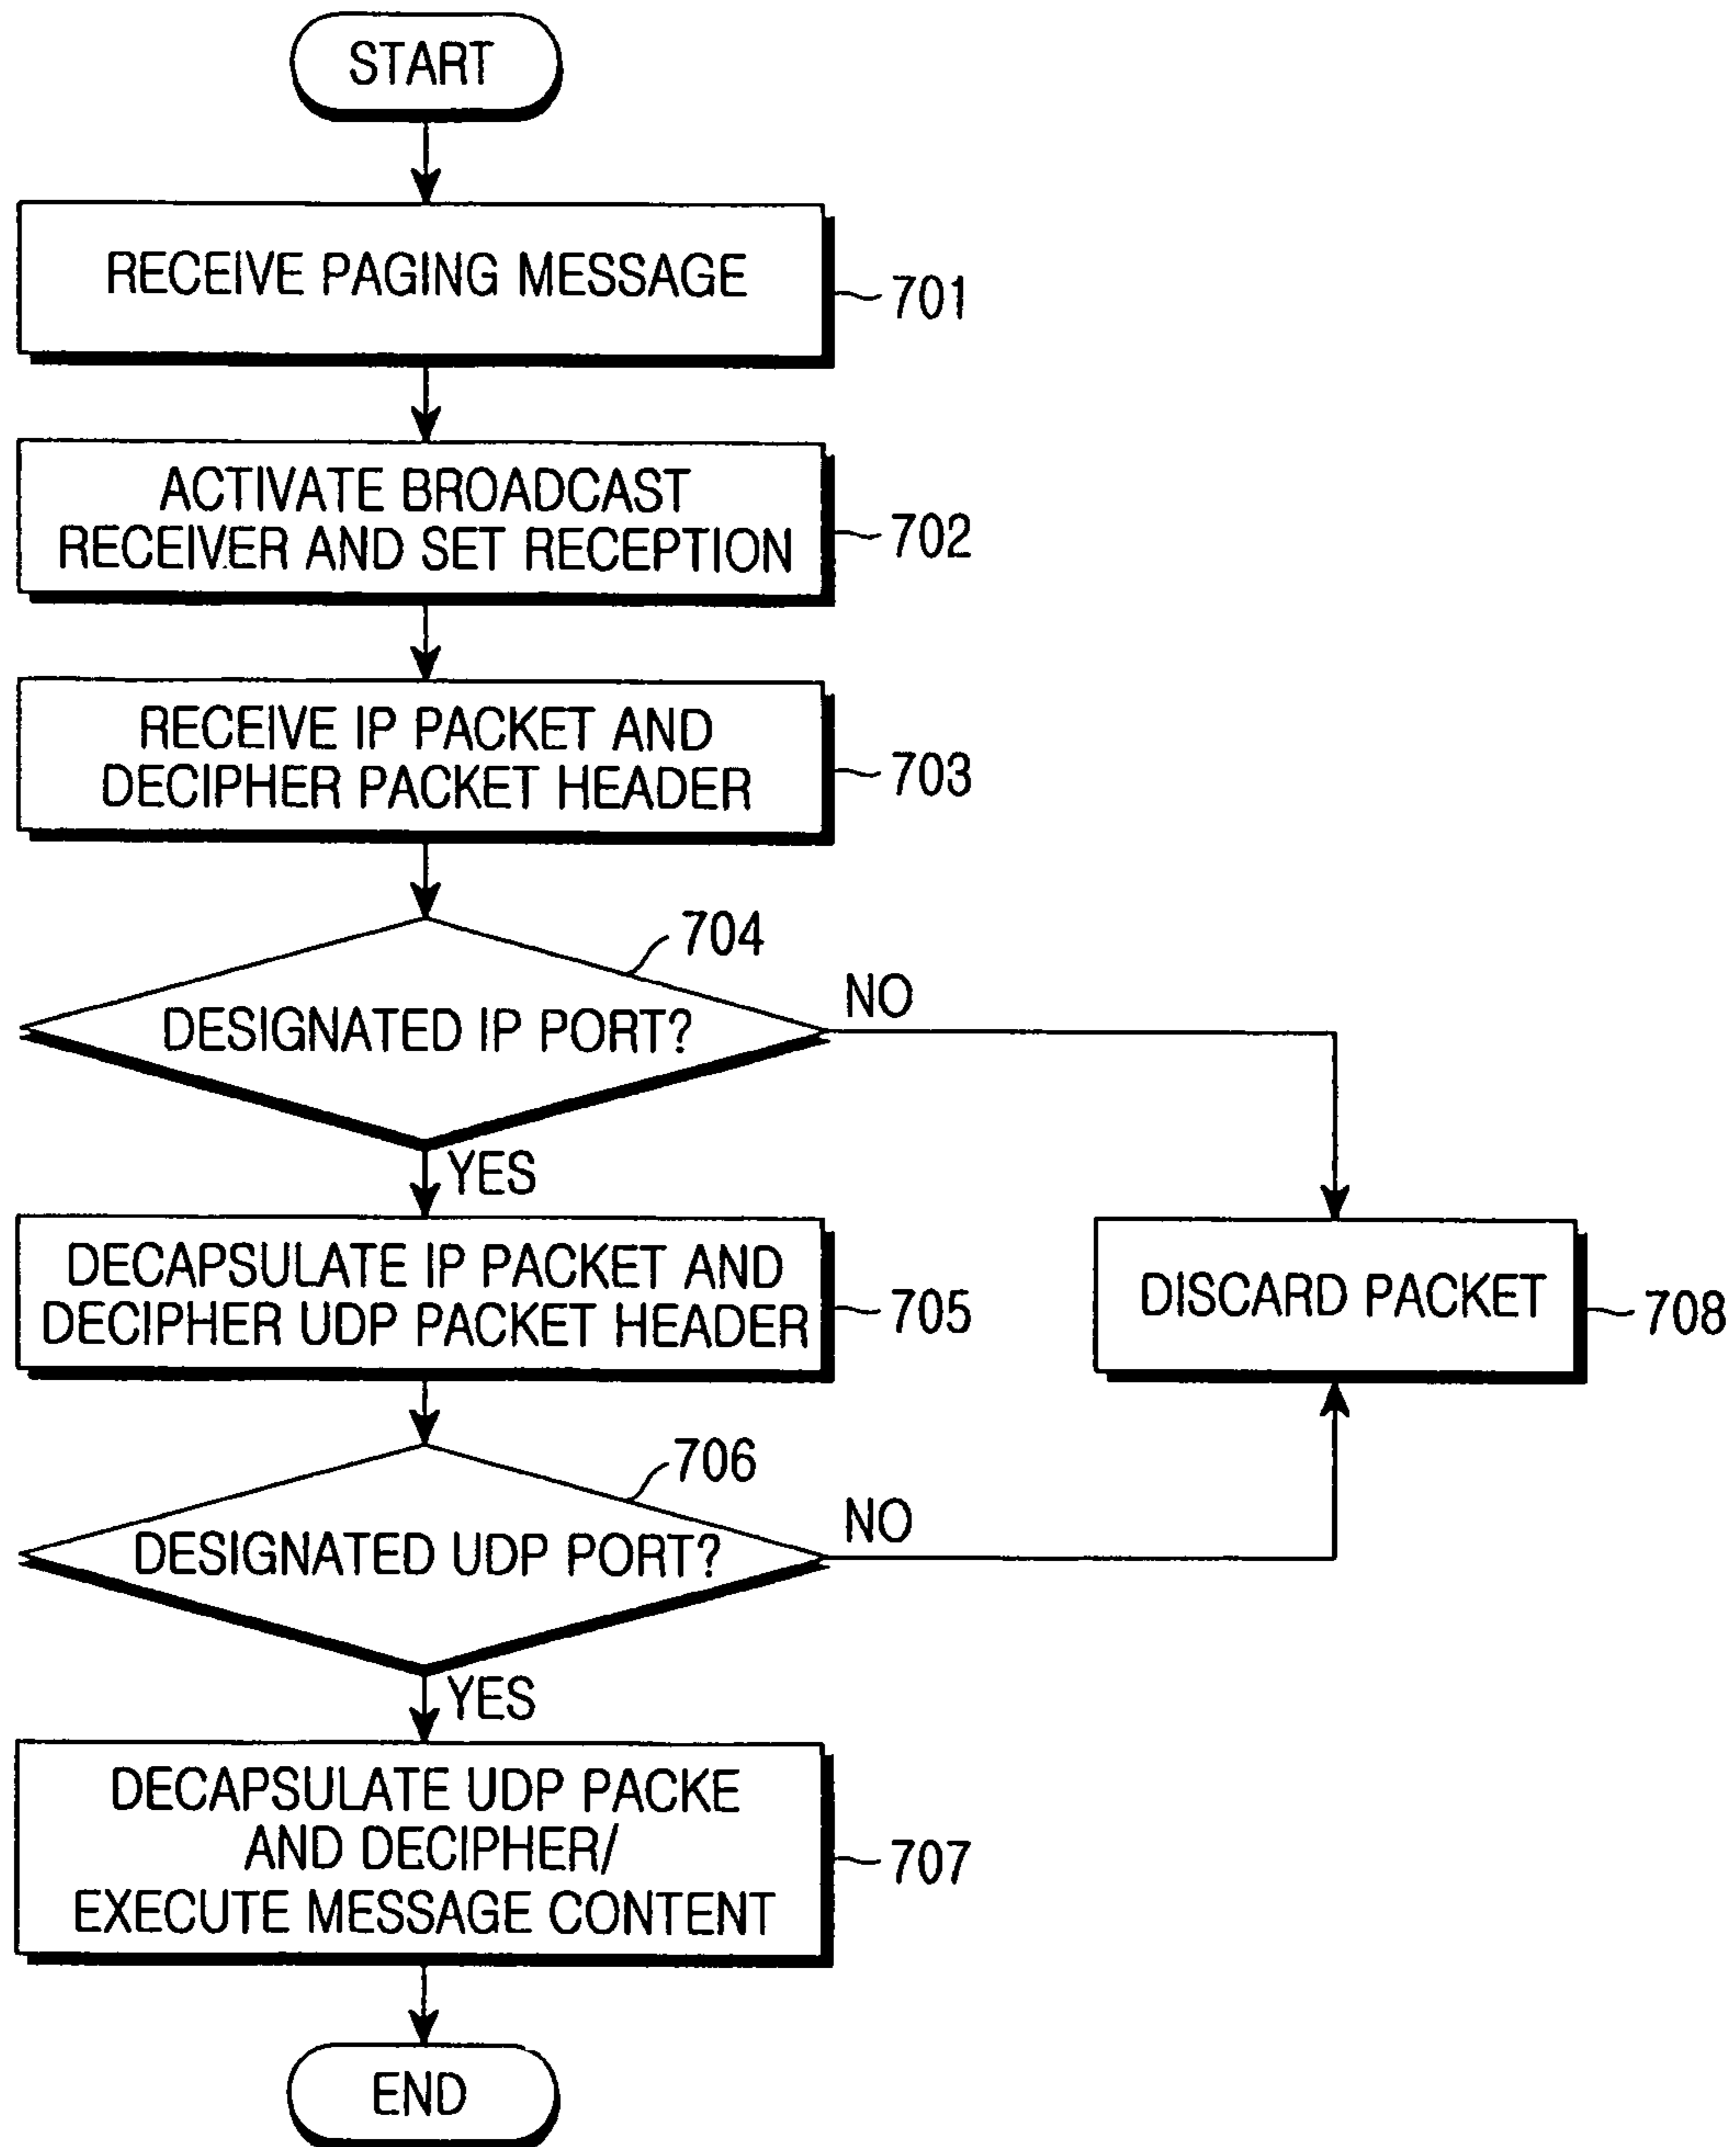 START
RECEIVE PAGING MESSAGE
701
ACTIVATE BROADCAST
RECEIVER AND SET RECEPTION
702
RECEIVE IP PACKET AND
DECIPHER PACKET HEADER
703
704
DESIGNATED IP PORT?
NO
YES
DECAPSULATE IP PACKET AND
DECIPHER UDP PACKET HEADER
705
DISCARD PACKET
708
706
DESIGNATED UDP PORT?
NO
YES
DECAPSULATE UDP PACKE
AND DECIPHER/
EXECUTE MESSAGE CONTENT
707
END